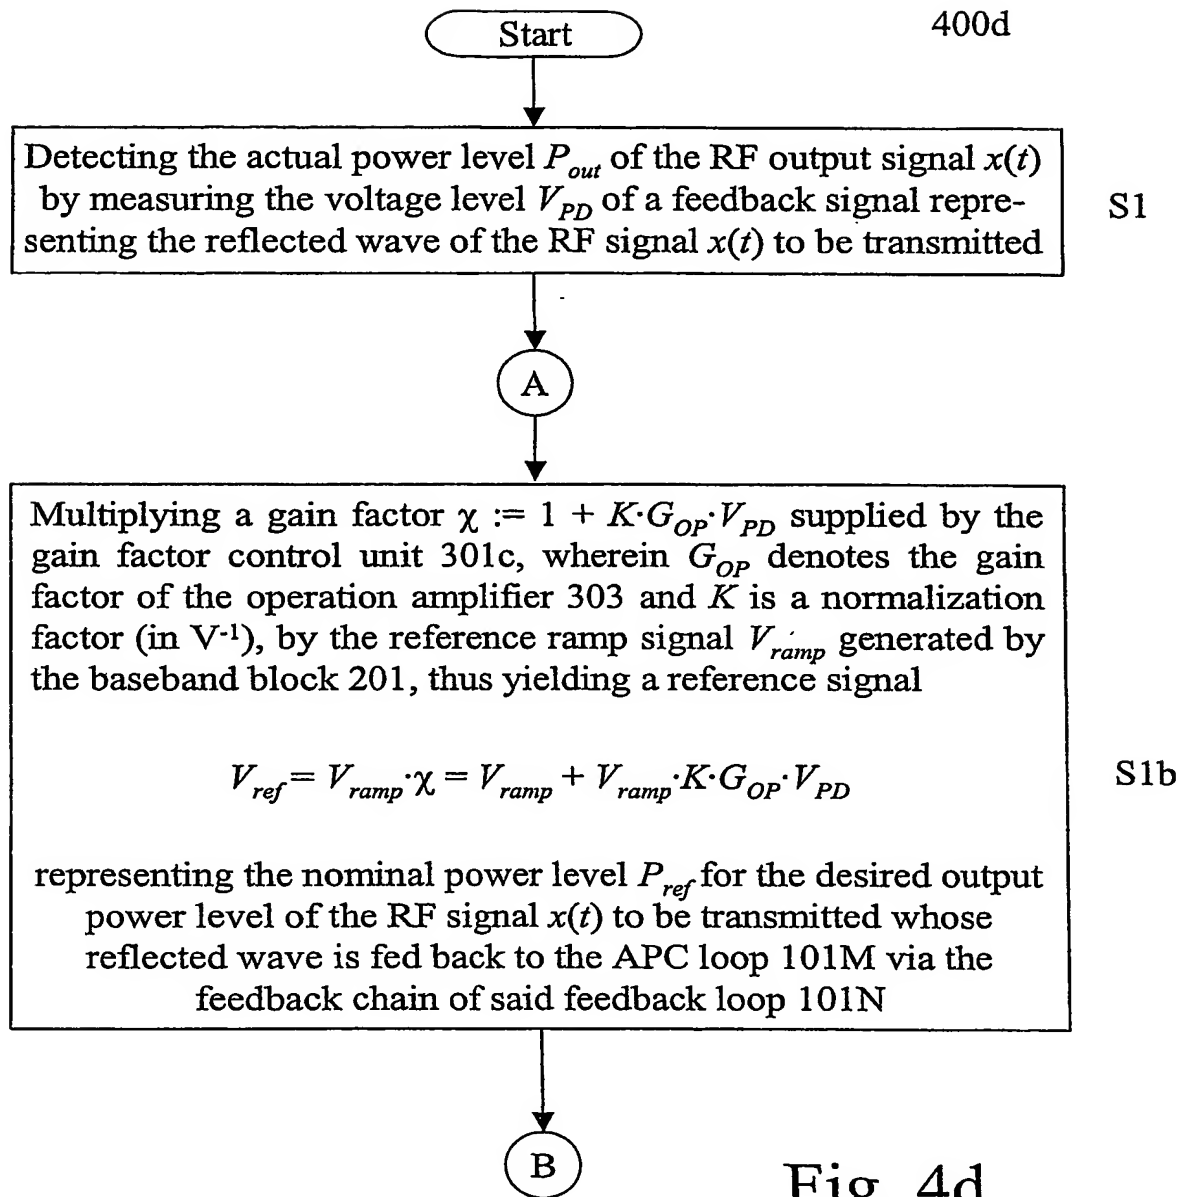 Start
400d
Detecting the actual power level P_out of the RF output signal x(t)
by measuring the voltage level V_PD of a feedback signal repre-
senting the reflected wave of the RF signal x(t) to be transmitted
S1
A
Multiplying a gain factor χ := 1 + K·G_OP·V_PD supplied by the
gain factor control unit 301c, wherein G_OP denotes the gain
factor of the operation amplifier 303 and K is a normalization
factor (in V⁻¹), by the reference ramp signal V_ramp generated by
the baseband block 201, thus yielding a reference signal
V_ref = V_ramp·χ = V_ramp + V_ramp·K·G_OP·V_PD
S1b
representing the nominal power level P_ref for the desired output
power level of the RF signal x(t) to be transmitted whose
reflected wave is fed back to the APC loop 101M via the
feedback chain of said feedback loop 101N
B
Fig. 4d